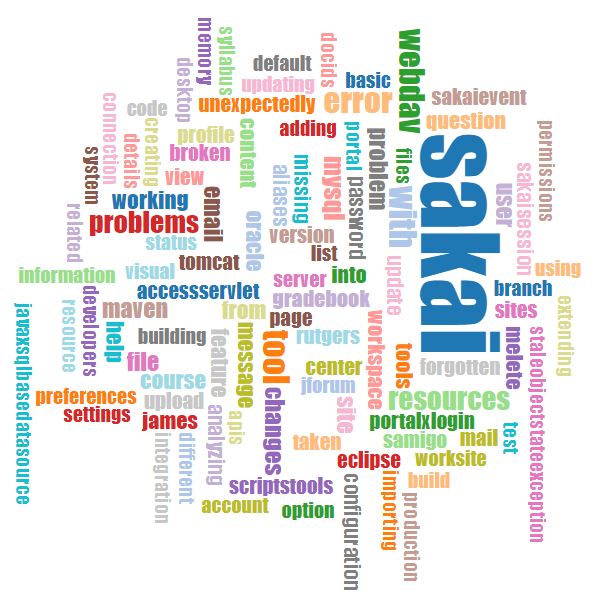 memory
syllabus
docids
webdav
default
desktop
updating
basic
unexpectedly
error
sakaievent
connection
code
creating
profile
content
adding
portal
problem
question
sakai
permissions
system
details
broken
view
aliases
missing
mysql
password
files
with
user
sakaisession
working
email
related
problems
status
oracle
version
list
tomcat
information
visual
server
into
update
using
accessservlet
gradebook
branch
sites
javaxsqlbasedatasource
resource
developers
maven
from
page
extending
help
building
feature
message
tool
rutgers
workspace
tools
forgotten
melete
staleobjectstateexception
file
course
center
preferences
upload
jforum
resources
settings
james
analyzing
apis
changes
site
portalxlogin
integration
different
taken
samigo
mail
test
eclipse
worksite
scriptstools
configuration
importing
build
production
account
option